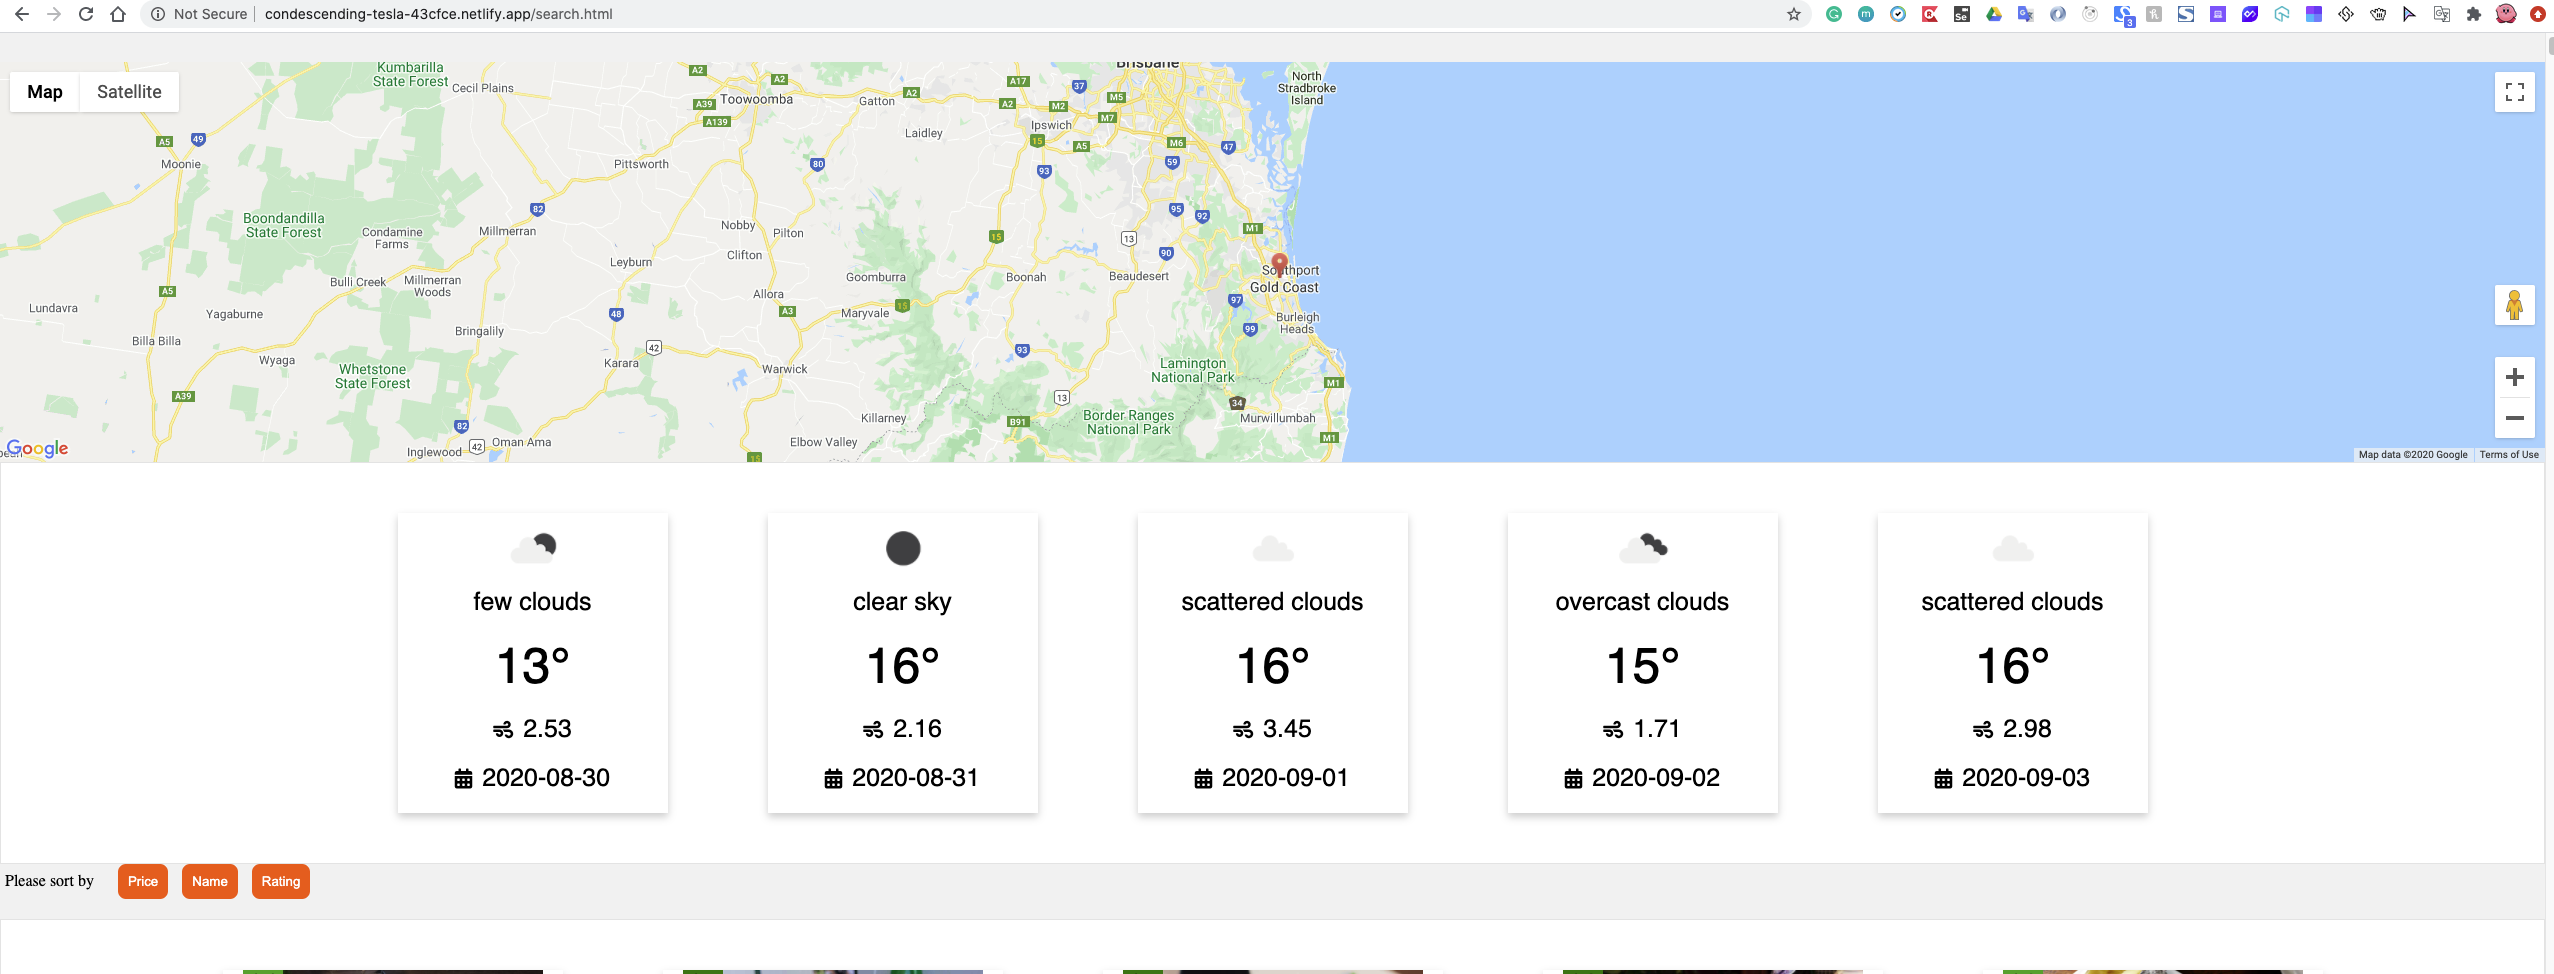 Not Secure condescending-tesla-43cfce.netlify.app/search.html
Se
3
Map Satellite
Kumbarilla
State Forest
Cecil Plains
A2
A2
Toowoomba
A39
A139
Gatton
A2
A17
37
Brisbane
North
Stradbroke
Island
A2
M2
M5
M7
Laidley
Ipswich
15
A5
M6
47
59
A5
49
Moonie
Pittsworth
80
93
Boondandilla
State Forest
82
Condamine
Farms
Millmerran
Nobby
Pilton
Clifton
15
13
95
92
90
M1
Leyburn
Goomburra
Boonah
Beaudesert
Southport
Gold Coast
Bulli Creek
Millmerran
Woods
A5
Lundavra
Yagaburne
Allora
A3
Maryvale
15
97
99
Burleigh
Heads
48
Bringalily
Billa Billa
Wyaga
Whetstone
State Forest
Karara
42
Warwick
93
Lamington
National Park
M1
A39
13
34
Murwillumbah
Killarney
B91
Border Ranges
National Park
M1
82
42
Oman Ama
Inglewood
Elbow Valley
15
Google
Map data ©2020 Google Terms of Use
few clouds
13°
2.53
2020-08-30
clear sky
16°
2.16
2020-08-31
scattered clouds
16°
3.45
2020-09-01
overcast clouds
15°
1.71
2020-09-02
scattered clouds
16°
2.98
2020-09-03
Please sort by Price Name Rating